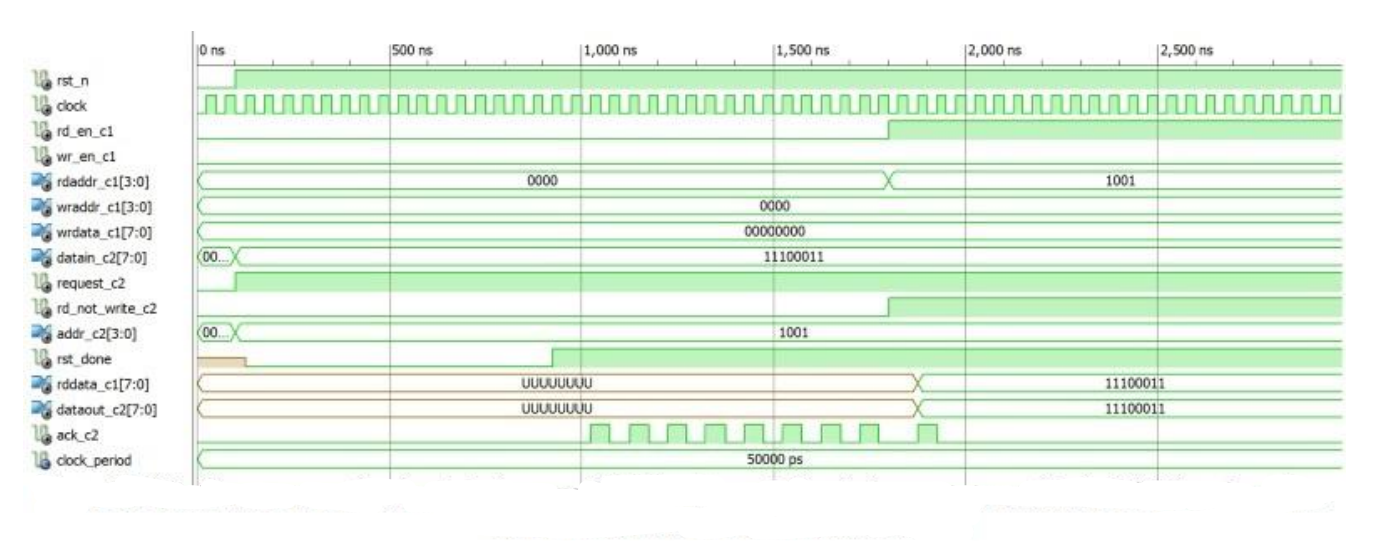 0 ns 500 ns 1,000 ns 1,500 ns 2,000 ns 2,500 ns
rst_n
clock
rd_en_c1
wr_en_c1
rdaddr_c1[3:0] 0000 1001
wraddr_c1[3:0] 0000
wrdata_c1[7:0] 00000000
datain_c2[7:0] 00... 11100011
request_c2
rd_not_write_c2
addr_c2[3:0] 00... 1001
rst_done
rddata_c1[7:0] UUUUUUUU 11100011
dataout_c2[7:0] UUUUUUUU 11100011
ack_c2
clock_period 50000 ps